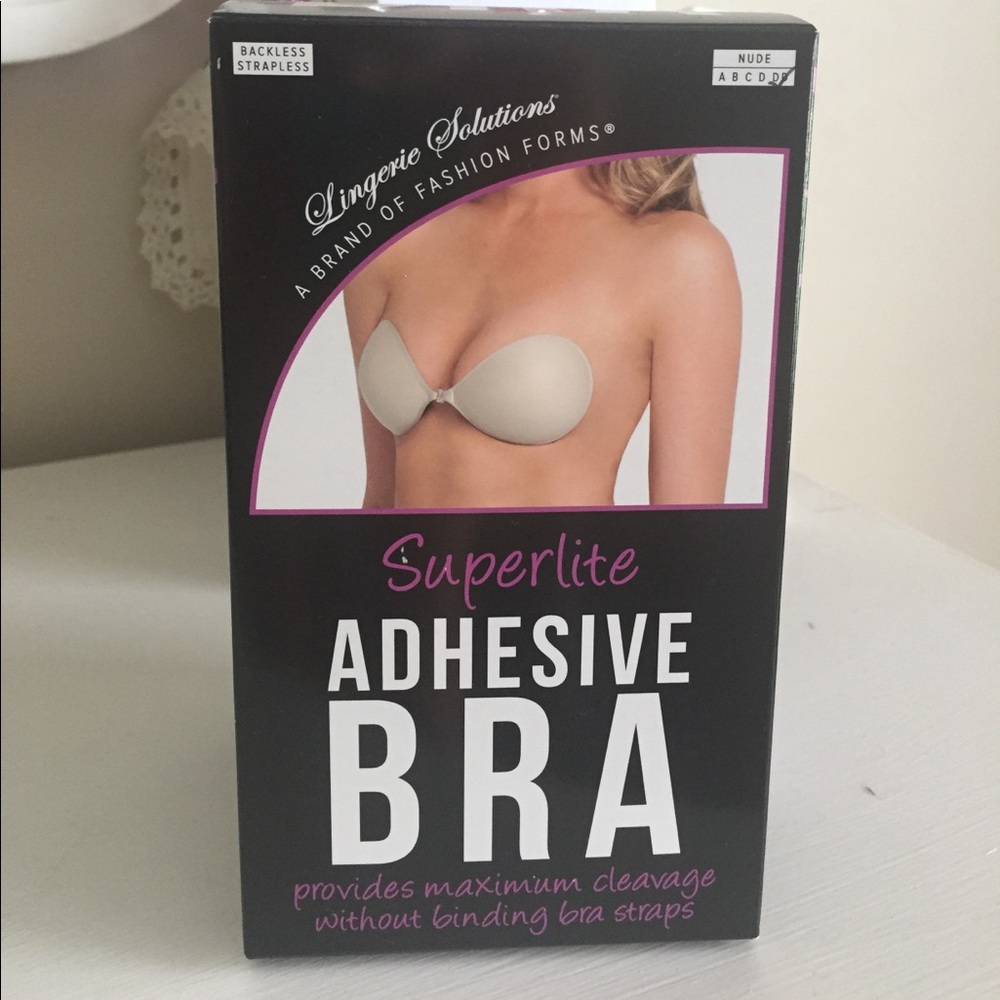 BACKLESS
STRAPLESS
NUDE
A B C D DD
Lingerie Solutions
A BRAND OF FASHION FORMS®
Superlite
ADHESIVE
BRA
provides maximum cleavage
without binding bra straps